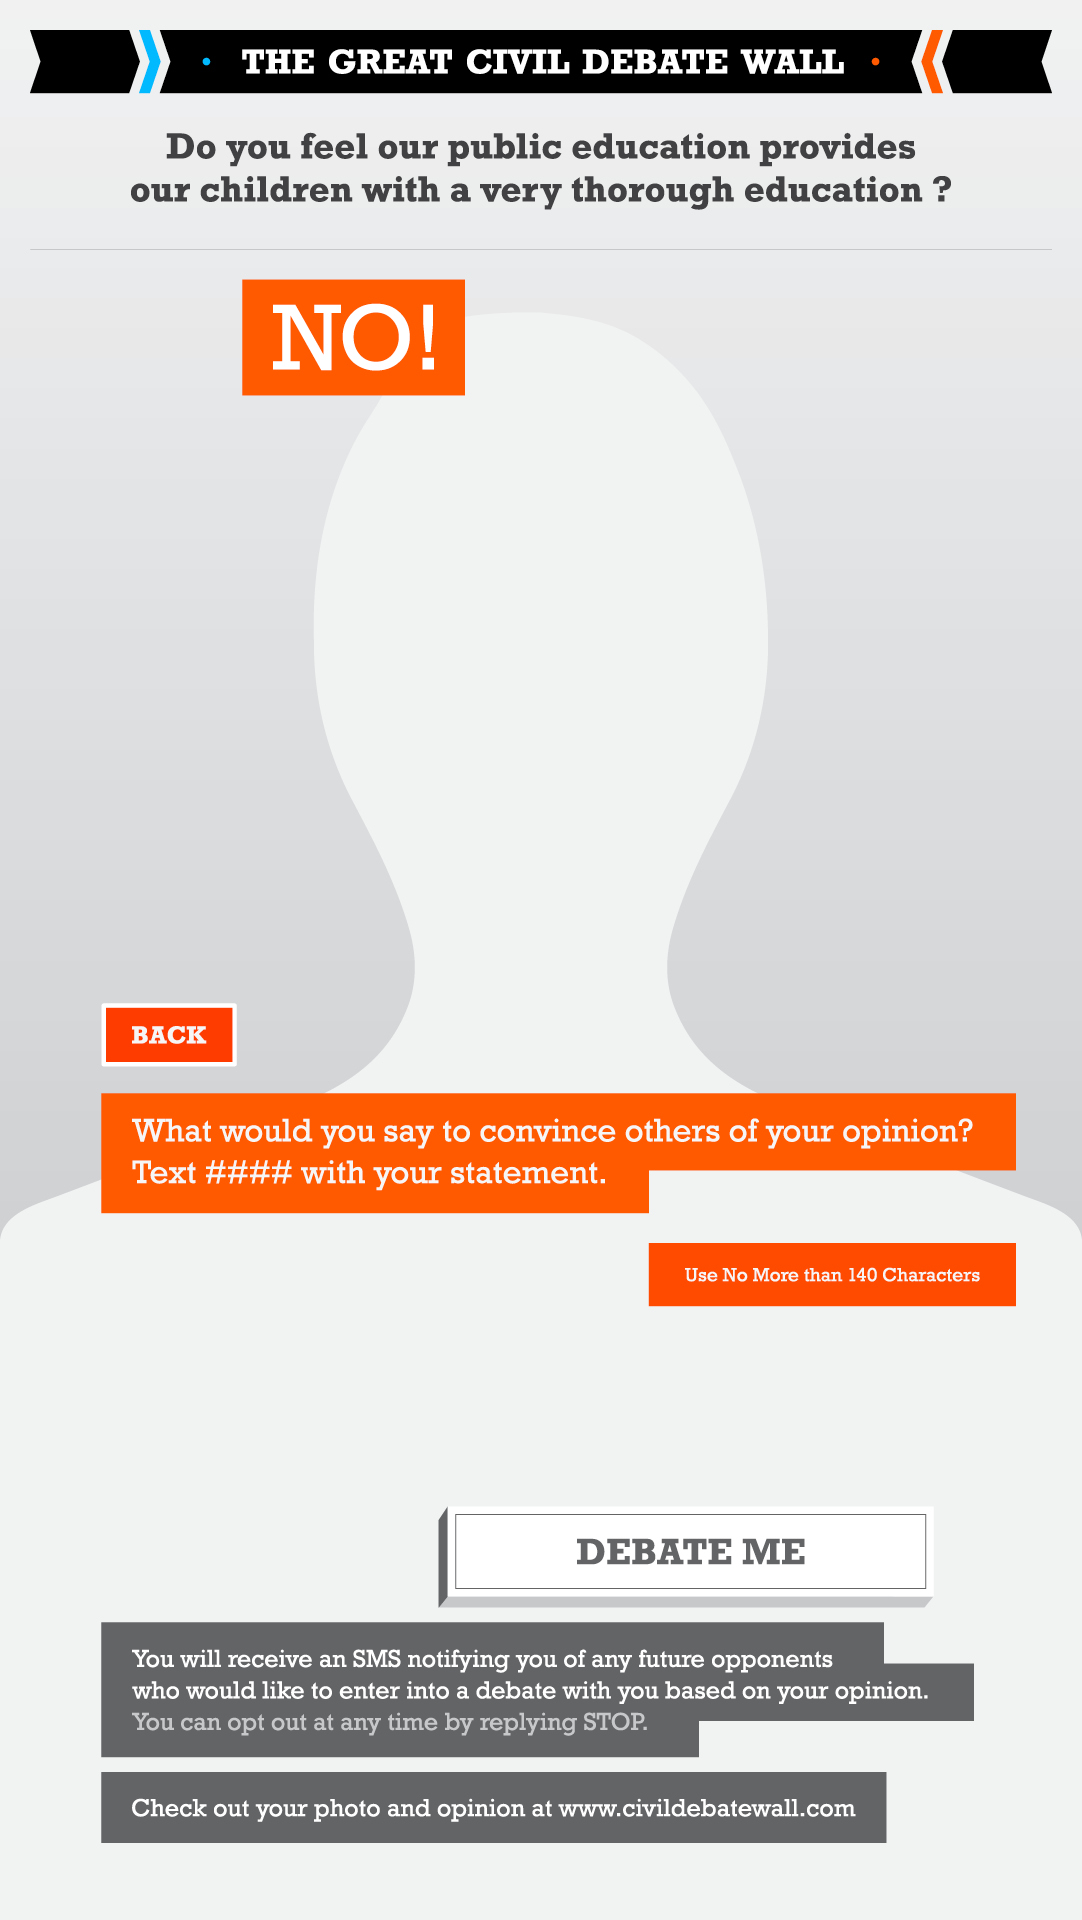 THE GREAT CIVIL DEBATE WALL
Do you feel our public education provides
our children with a very thorough education ?
NO!
BACK
What would you say to convince others of your opinion?
Text #### with your statement.
Use No More than 140 Characters
DEBATE ME
You will receive an SMS notifying you of any future opponents
who would like to enter into a debate with you based on your opinion.
You can opt out at any time by replying STOP.
Check out your photo and opinion at www.civildebatewall.com